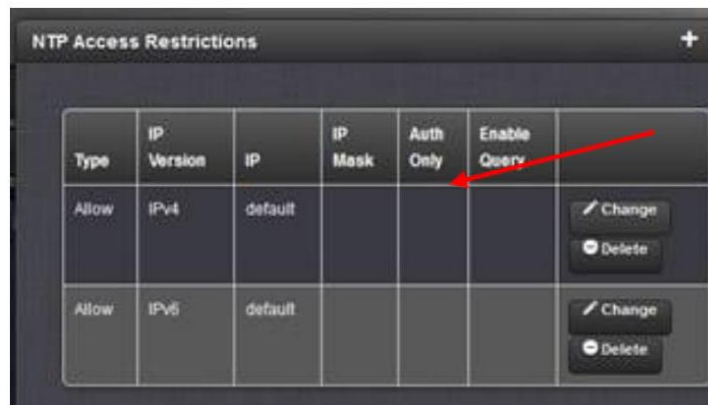 NTP Access Restrictions +
Type IP Version IP IP Mask Auth Only Enable Query
Allow IPv4 default Change
Delete
Allow IPv6 default Change
Delete